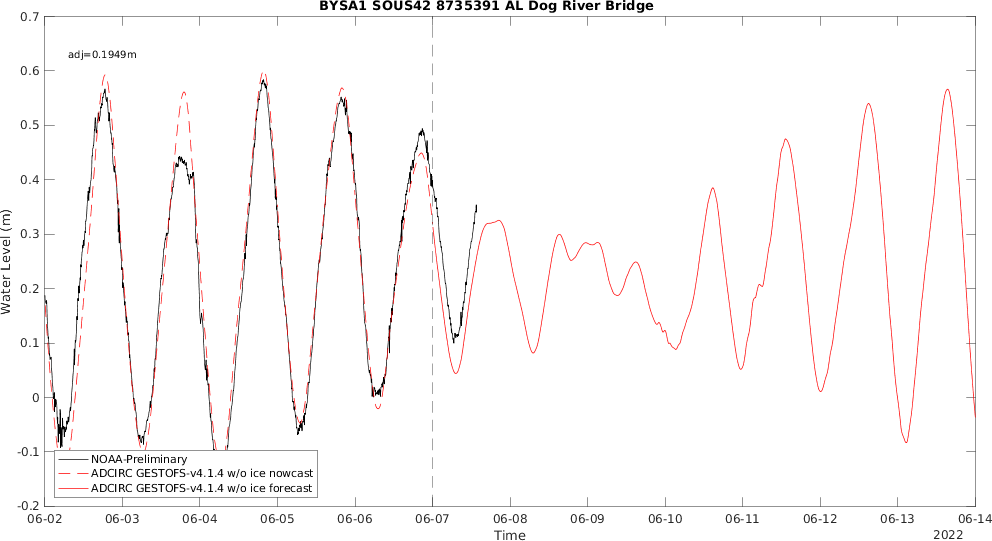 BYSA1 SOUS42 8735391 AL Dog River Bridge
adj=0.1949m
0.7
0.6
0.5
0.4
0.3
0.2
0.1
0
-0.1
-0.2
Water Level (m)
NOAA-Preliminary
ADCIRC GESTOFS-v4.1.4 w/o ice nowcast
ADCIRC GESTOFS-v4.1.4 w/o ice forecast
06-02 06-03 06-04 06-05 06-06 06-07 06-08 06-09 06-10 06-11 06-12 06-13 06-14
Time
2022